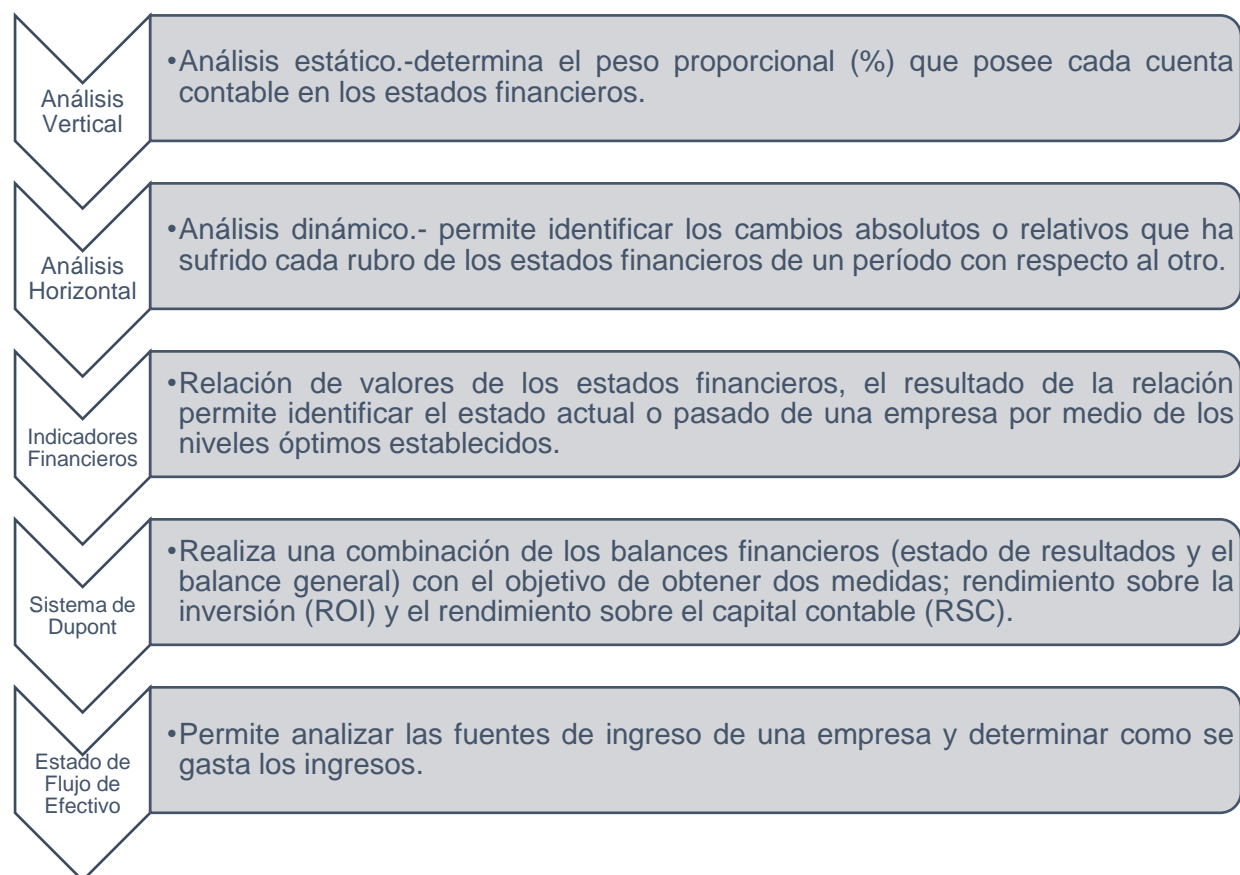 Análisis
Vertical
•Análisis estático.-determina el peso proporcional (%) que posee cada cuenta
contable en los estados financieros.
Análisis
Horizontal
•Análisis dinámico.- permite identificar los cambios absolutos o relativos que ha
sufrido cada rubro de los estados financieros de un período con respecto al otro.
Indicadores
Financieros
•Relación de valores de los estados financieros, el resultado de la relación
permite identificar el estado actual o pasado de una empresa por medio de los
niveles óptimos establecidos.
Sistema de
Dupont
•Realiza una combinación de los balances financieros (estado de resultados y el
balance general) con el objetivo de obtener dos medidas; rendimiento sobre la
inversión (ROI) y el rendimiento sobre el capital contable (RSC).
Estado de
Flujo de
Efectivo
•Permite analizar las fuentes de ingreso de una empresa y determinar como se
gasta los ingresos.